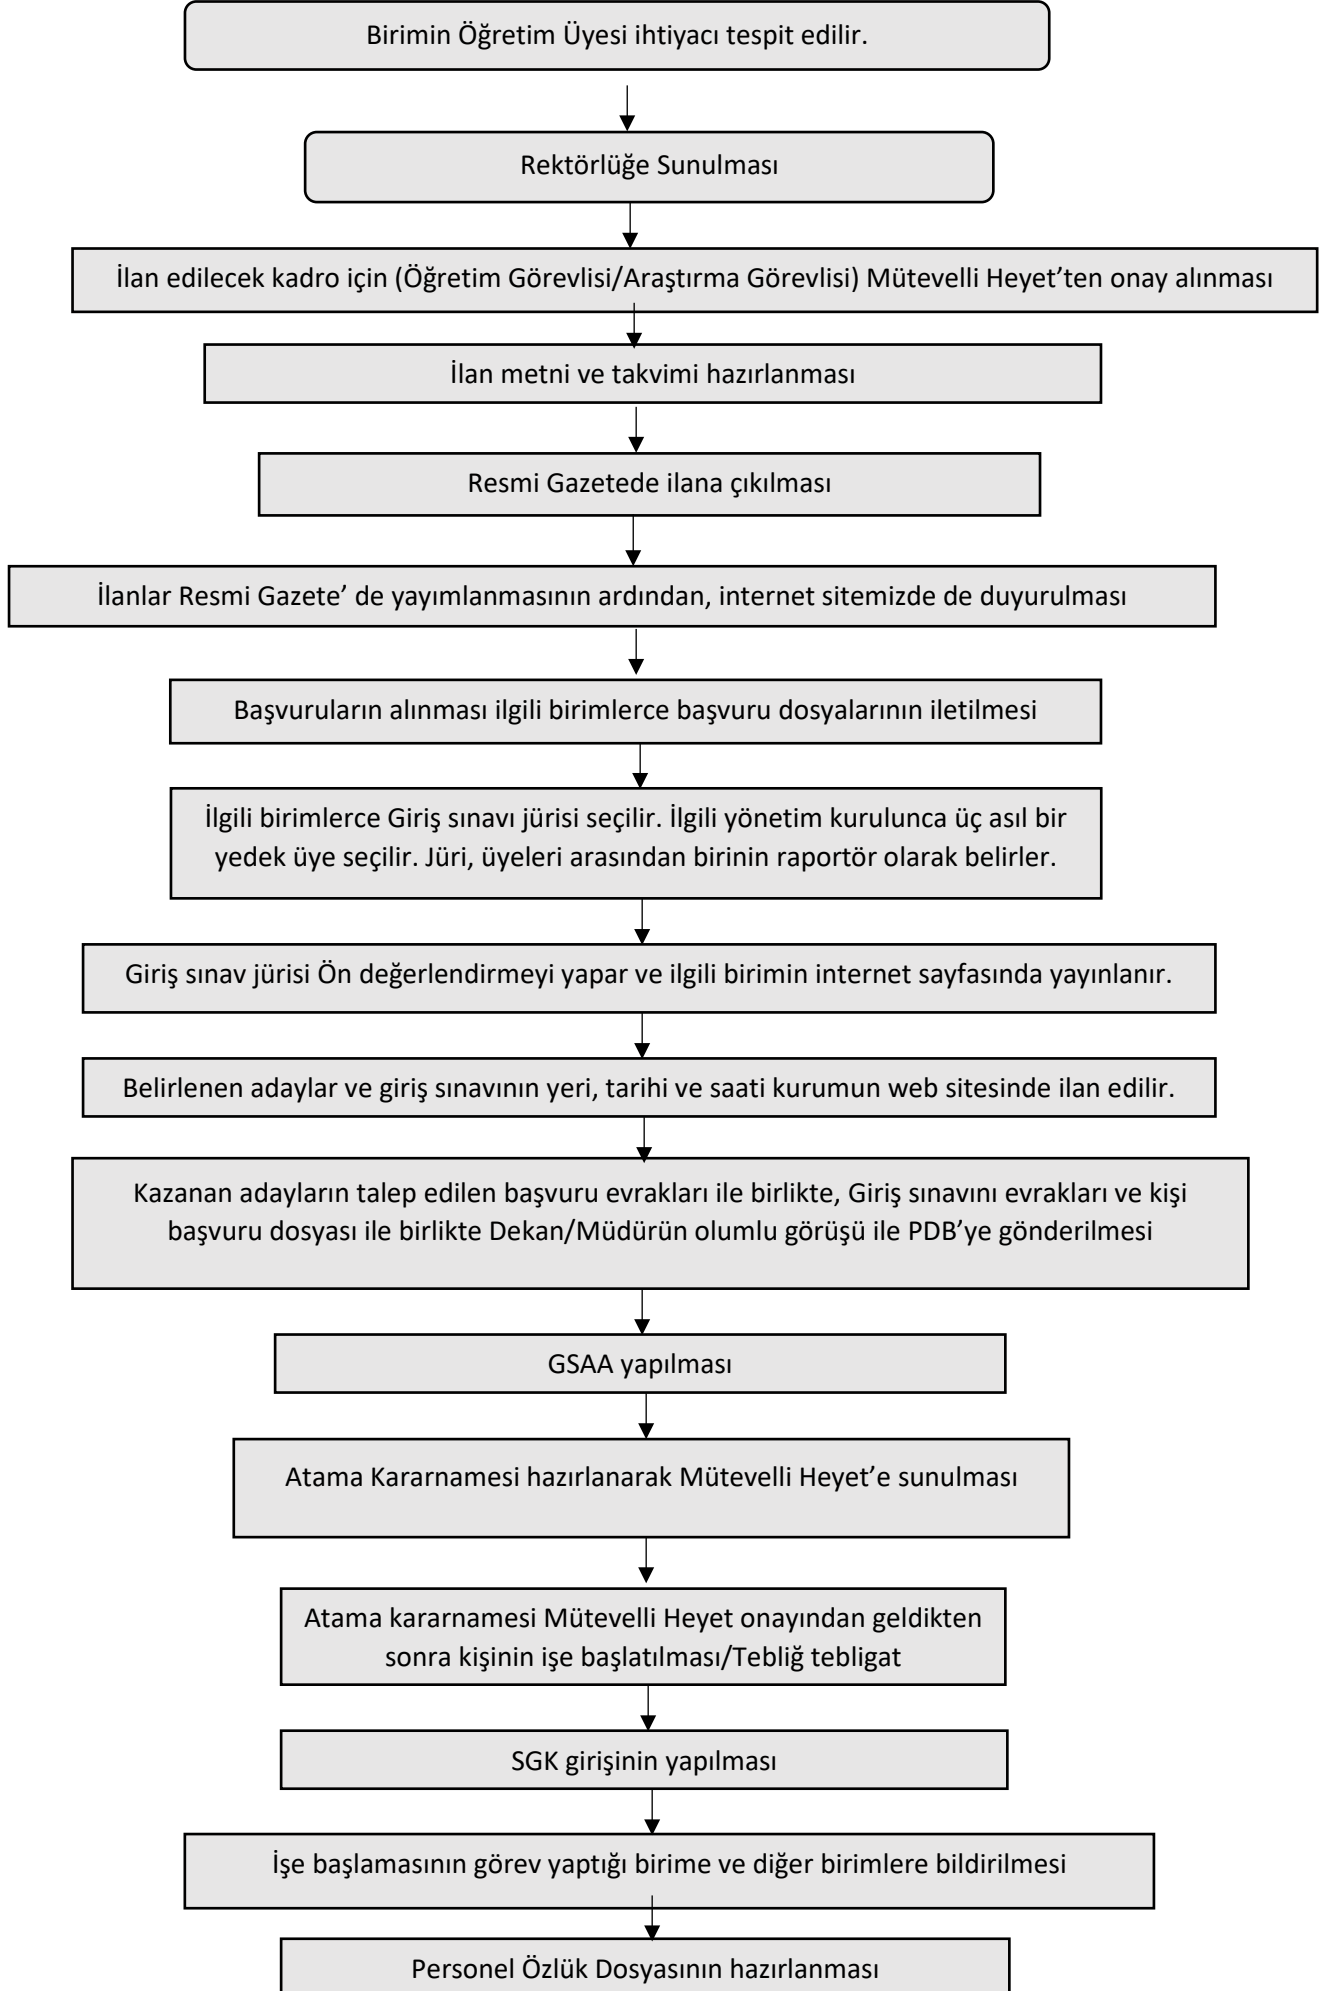 Birimin Öğretim Üyesi ihtiyacı tespit edilir.
Rektörlüğe Sunulması
İlan edilecek kadro için (Öğretim Görevlisi/Araştırma Görevlisi) Mütevelli Heyet’ten onay alınması
İlan metni ve takvimi hazırlanması
Resmi Gazetede ilana çıkılması
İlanlar Resmi Gazete’ de yayımlanmasının ardından, internet sitemizde de duyurulması
Başvuruların alınması ilgili birimlerce başvuru dosyalarının iletilmesi
İlgili birimlerce Giriş sınavı jürisi seçilir. İlgili yönetim kurulunca üç asıl bir
yedek üye seçilir. Jüri, üyeleri arasından birinin raportör olarak belirler.
Giriş sınav jürisi Ön değerlendirmeyi yapar ve ilgili birimin internet sayfasında yayınlanır.
Belirlenen adaylar ve giriş sınavının yeri, tarihi ve saati kurumun web sitesinde ilan edilir.
Kazanan adayların talep edilen başvuru evrakları ile birlikte, Giriş sınavını evrakları ve kişi
başvuru dosyası ile birlikte Dekan/Müdürün olumlu görüşü ile PDB’ye gönderilmesi
GSAA yapılması
Atama Kararnamesi hazırlanarak Mütevelli Heyet’e sunulması
Atama kararnamesi Mütevelli Heyet onayından geldikten
sonra kişinin işe başlatılması/Tebliğ tebligat
SGK girişinin yapılması
İşe başlamasının görev yaptığı birime ve diğer birimlere bildirilmesi
Personel Özlük Dosyasının hazırlanması